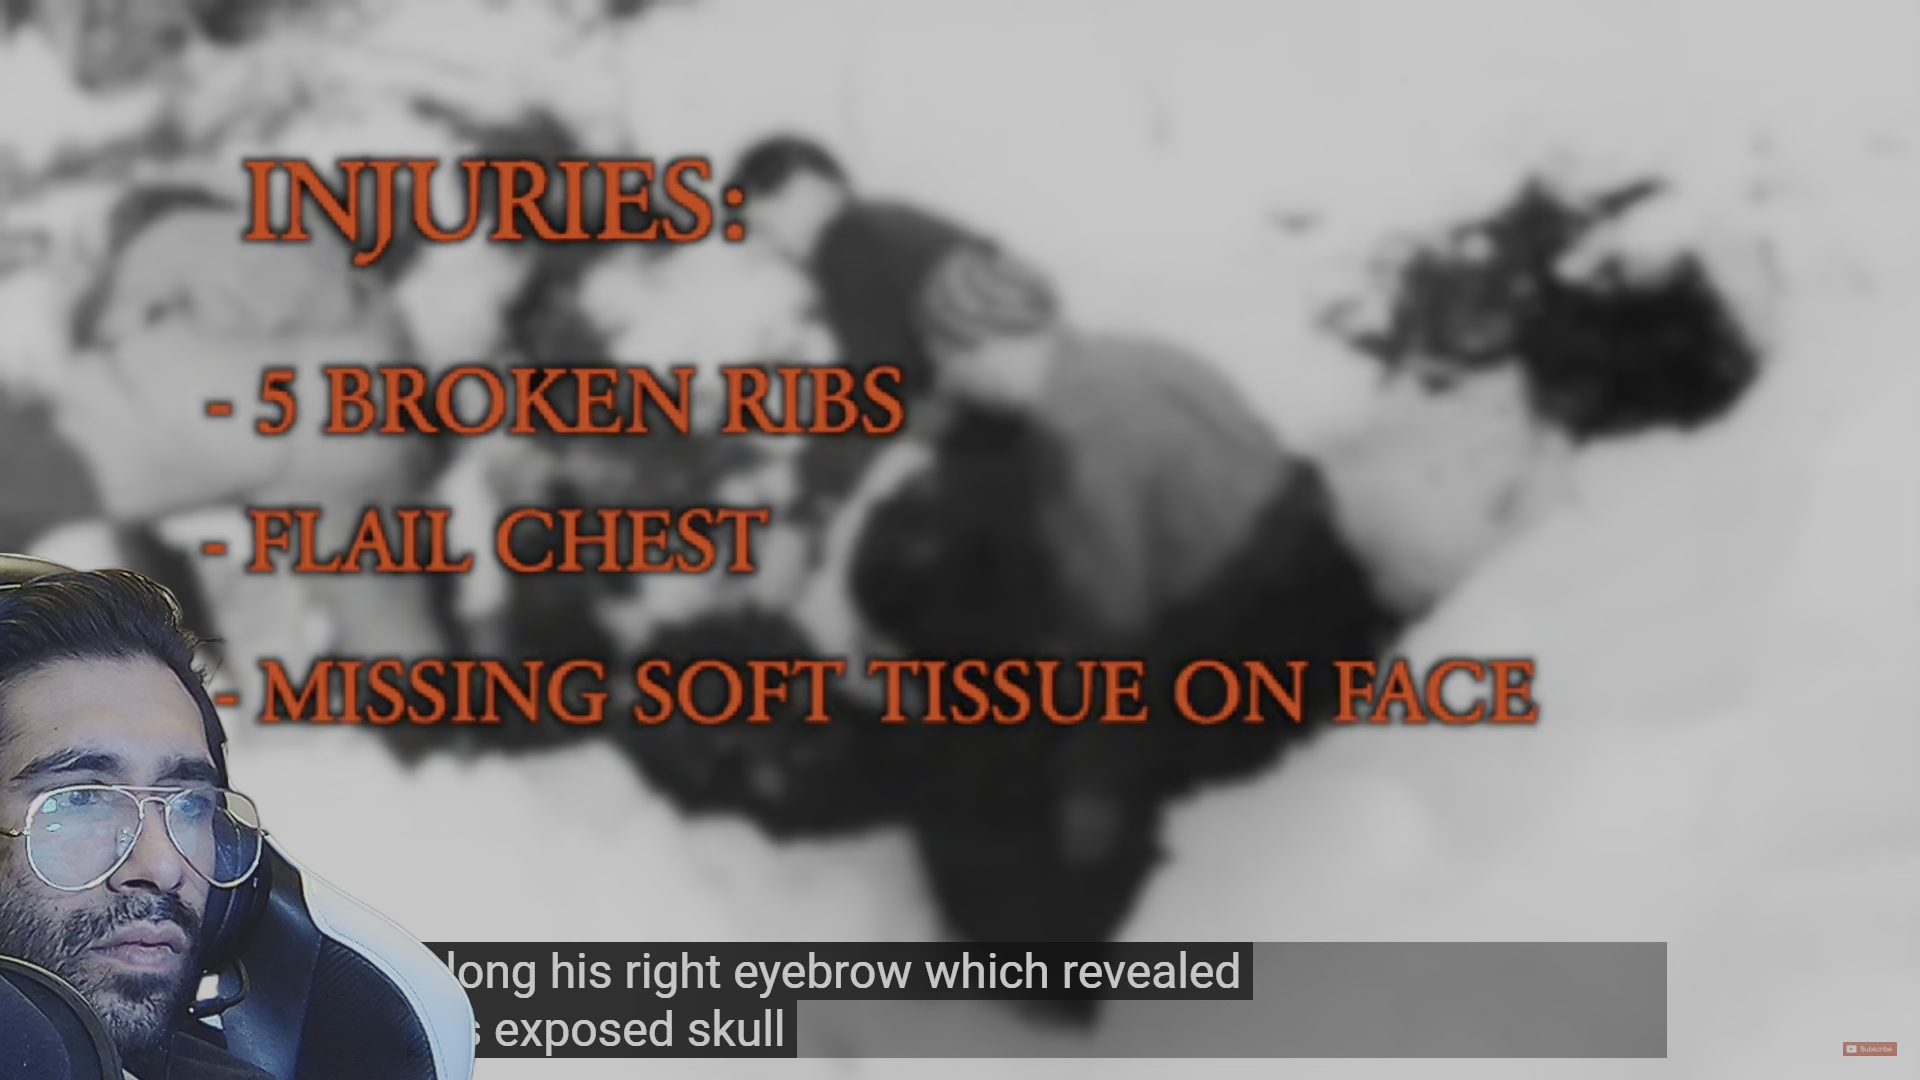 INJURIES:
- 5 BROKEN RIBS
- FLAIL CHEST
- MISSING SOFT TISSUE ON FACE
long his right eyebrow which revealed
s exposed skull
Subscribe